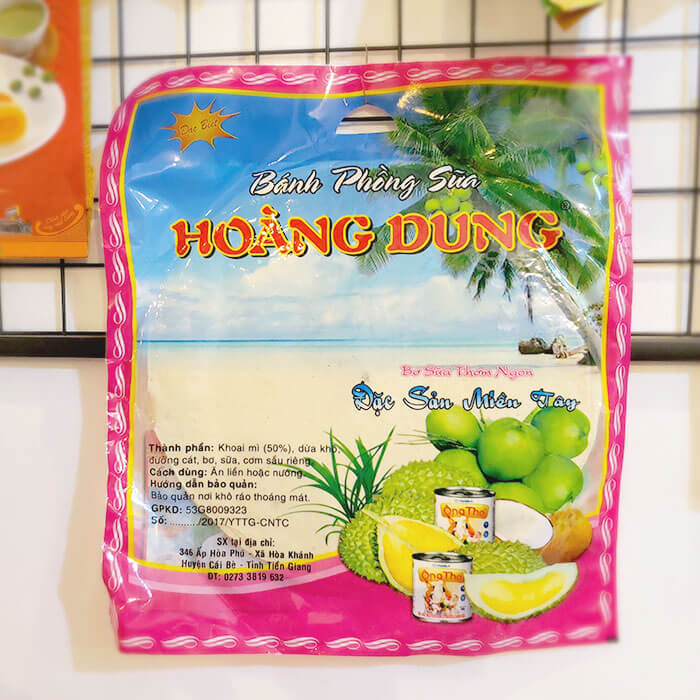 Đặc Biệt
Bánh Phồng Sữa
HOÀNG DUNG
Bơ Sữa Thơm Ngon
Đặc Sản Miền Tây
Thành phần: Khoai mì (50%), dừa khô,
đường cát, bơ, sữa, cơm sầu riêng.
Cách dùng: Ăn liền hoặc nướng.
Hướng dẫn bảo quản:
Bảo quản nơi khô ráo thoáng mát.
GPKD: 53G8009323
Số: ........./2017/YTTG-CNTC
SX tại địa chỉ:
346 Ấp Hòa Phú - Xã Hòa Khánh
Huyện Cái Bè - Tỉnh Tiền Giang
ĐT: 0273 3819 632
Ông Thọ
Ông Thọ